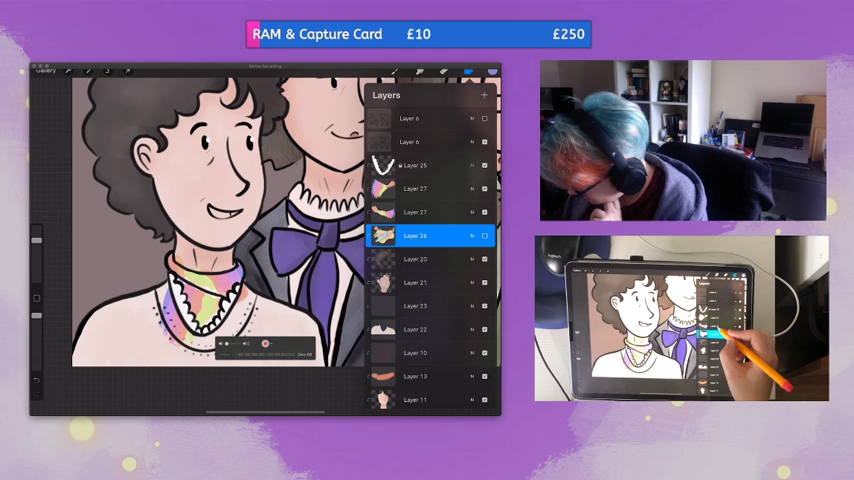 RAM & Capture Card £10 £250
Gallery
Layers
Layer 6 N
Layer 6 N
Layer 25 N
Layer 27 N
Layer 27 N
Layer 26 N
Layer 20 N
Layer 21 N
Layer 23 N
Layer 22 N
Layer 10 N
Layer 13 N
Layer 11 N